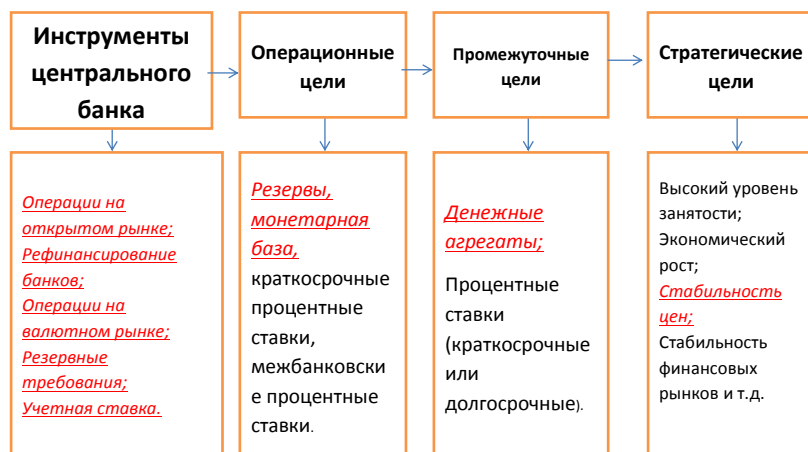 Инструменты
центрального
банка
Операционные
цели
Промежуточные
цели
Стратегические
цели
Операции на
открытом рынке;
Рефинансирование
банков;
Операции на
валютном рынке;
Резервные
требования;
Учетная ставка.
Резервы,
монетарная
база,
краткосрочные
процентные
ставки,
межбанковски
е процентные
ставки.
Денежные
агрегаты;
Процентные
ставки
(краткосрочные
или
долгосрочные).
Высокий уровень
занятости;
Экономический
рост;
Стабильность
цен;
Стабильность
финансовых
рынков и т.д.